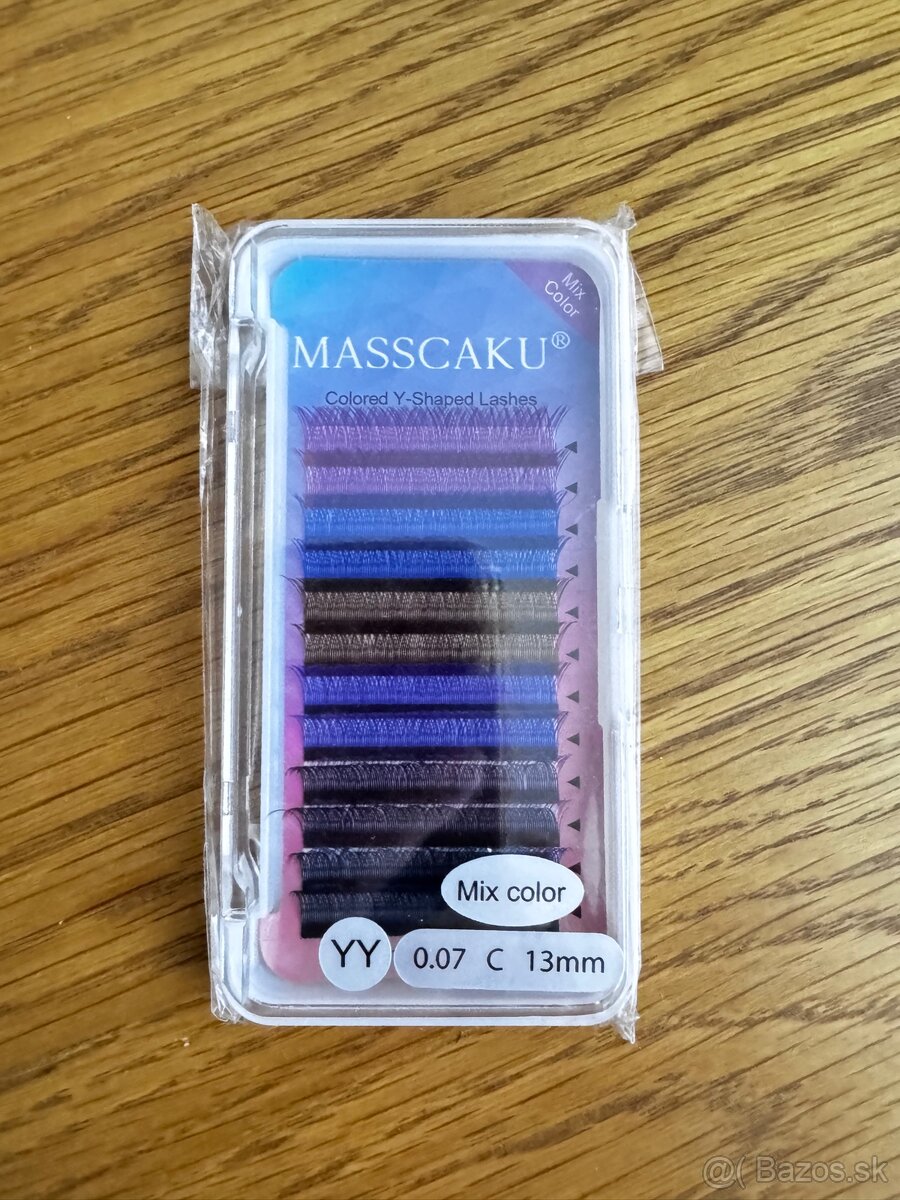 Mix
Color
MASSCAKU®
Colored Y-Shaped Lashes
Mix color
YY
0.07 C 13mm
@( Bazos.sk